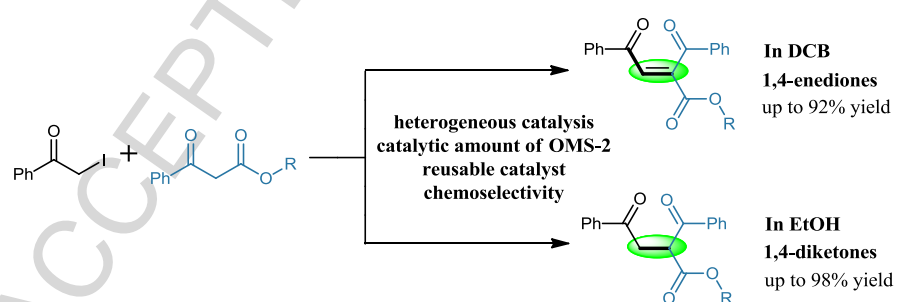 ACCEPT
O
Ph
I
+
O
O
Ph
O
R
heterogeneous catalysis
catalytic amount of OMS-2
reusable catalyst
chemoselectivity
O
O
Ph
Ph
O
O
R
In DCB
1,4-enediones
up to 92% yield
O
O
Ph
Ph
O
O
R
In EtOH
1,4-diketones
up to 98% yield